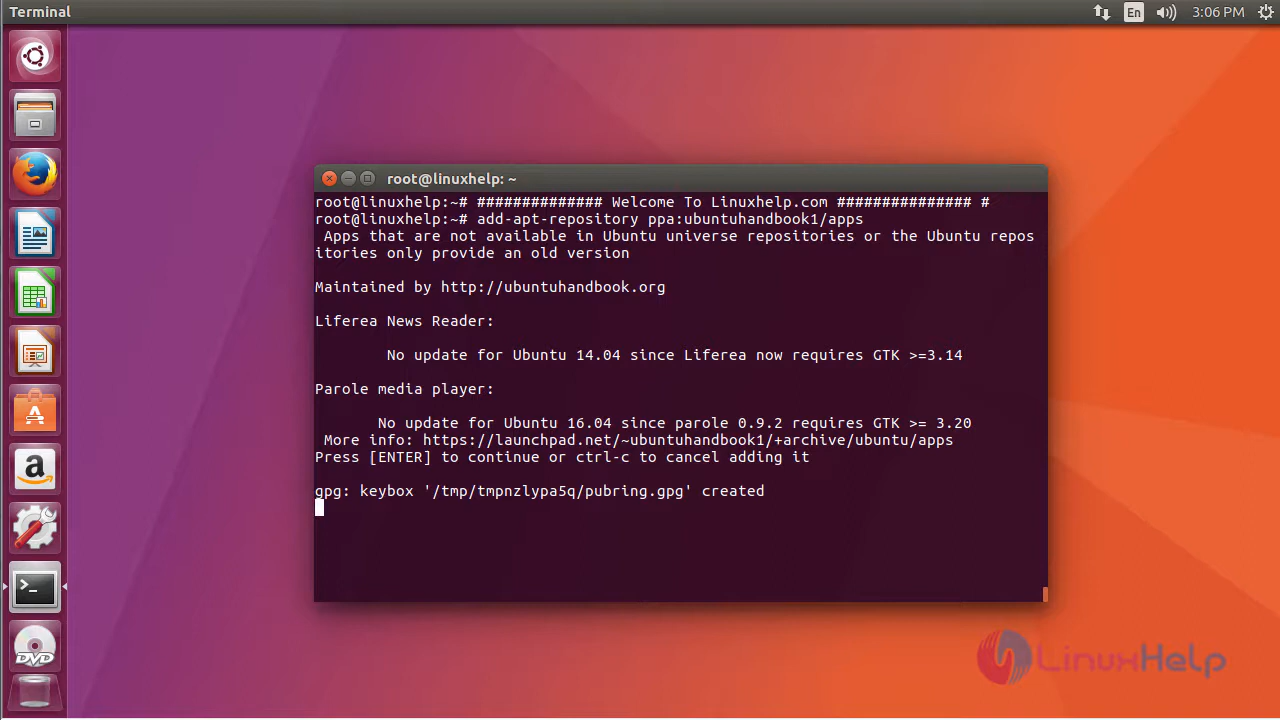 Terminal
En
3:06 PM
root@linuxhelp: ~
root@linuxhelp:~# ############## Welcome To Linuxhelp.com ############### #
root@linuxhelp:~# add-apt-repository ppa:ubuntuhandbook1/apps
 Apps that are not available in Ubuntu universe repositories or the Ubuntu repos
itories only provide an old version
Maintained by http://ubuntuhandbook.org
Liferea News Reader:
        No update for Ubuntu 14.04 since Liferea now requires GTK >=3.14
Parole media player:
       No update for Ubuntu 16.04 since parole 0.9.2 requires GTK >= 3.20
 More info: https://launchpad.net/~ubuntuhandbook1/+archive/ubuntu/apps
Press [ENTER] to continue or ctrl-c to cancel adding it
gpg: keybox '/tmp/tmpnzlypa5q/pubring.gpg' created
>_
DVD
LinuxHelp